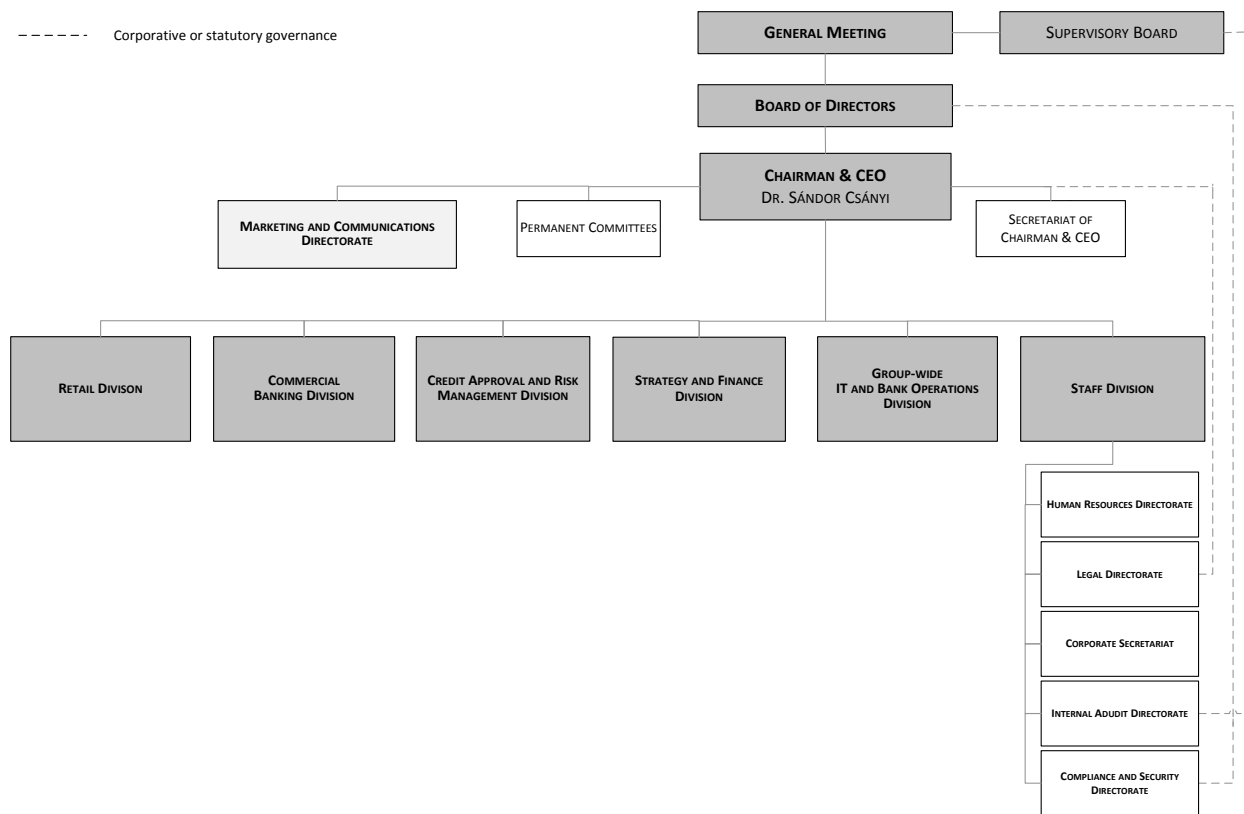 Corporative or statutory governance
GENERAL MEETING
SUPERVISORY BOARD
BOARD OF DIRECTORS
CHAIRMAN & CEO
DR. SÁNDOR CSÁNYI
MARKETING AND COMMUNICATIONS
DIRECTORATE
PERMANENT COMMITTEES
SECRETARIAT OF
CHAIRMAN & CEO
RETAIL DIVISON
COMMERCIAL
BANKING DIVISION
CREDIT APPROVAL AND RISK
MANAGEMENT DIVISION
STRATEGY AND FINANCE
DIVISION
GROUP-WIDE
IT AND BANK OPERATIONS
DIVISION
STAFF DIVISION
HUMAN RESOURCES DIRECTORATE
LEGAL DIRECTORATE
CORPORATE SECRETARIAT
INTERNAL ADUDIT DIRECTORATE
COMPLIANCE AND SECURITY
DIRECTORATE